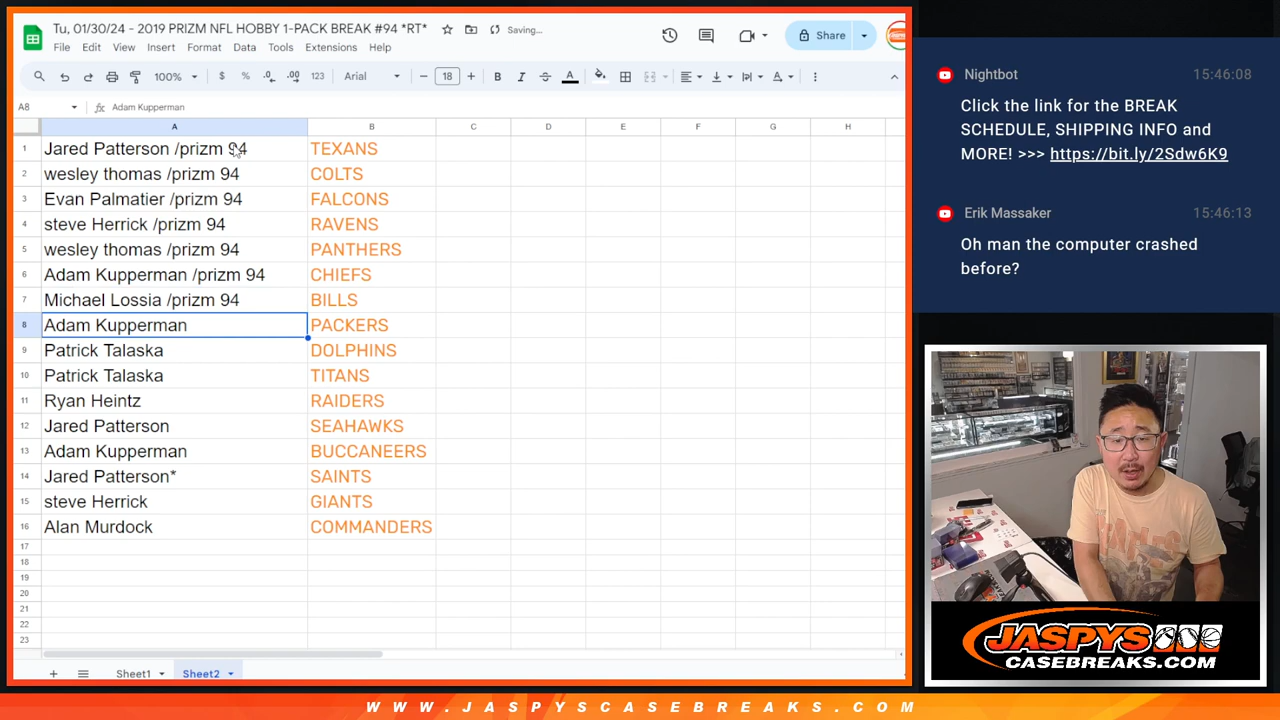 Tu, 01/30/24 - 2019 PRIZM NFL HOBBY 1-PACK BREAK #94 *RT*
Saving...
File Edit View Insert Format Data Tools Extensions Help
Share
100% $ % .0 .00 123 Arial 18 B I A
A8 fx Adam Kupperman
A B C D E F G H
1 Jared Patterson /prizm 94 TEXANS
2 wesley thomas /prizm 94 COLTS
3 Evan Palmatier /prizm 94 FALCONS
4 steve Herrick /prizm 94 RAVENS
5 wesley thomas /prizm 94 PANTHERS
6 Adam Kupperman /prizm 94 CHIEFS
7 Michael Lossia /prizm 94 BILLS
8 Adam Kupperman PACKERS
9 Patrick Talaska DOLPHINS
10 Patrick Talaska TITANS
11 Ryan Heintz RAIDERS
12 Jared Patterson SEAHAWKS
13 Adam Kupperman BUCCANEERS
14 Jared Patterson* SAINTS
15 steve Herrick GIANTS
16 Alan Murdock COMMANDERS
17
18
19
20
21
22
23
Sheet1 Sheet2
Nightbot 15:46:08
Click the link for the BREAK
SCHEDULE, SHIPPING INFO and
MORE! >>> https://bit.ly/2Sdw6K9
Erik Massaker 15:46:13
Oh man the computer crashed
before?
JASPYS
CASEBREAKS.COM
WWW.JASPYSCASEBREAKS.COM